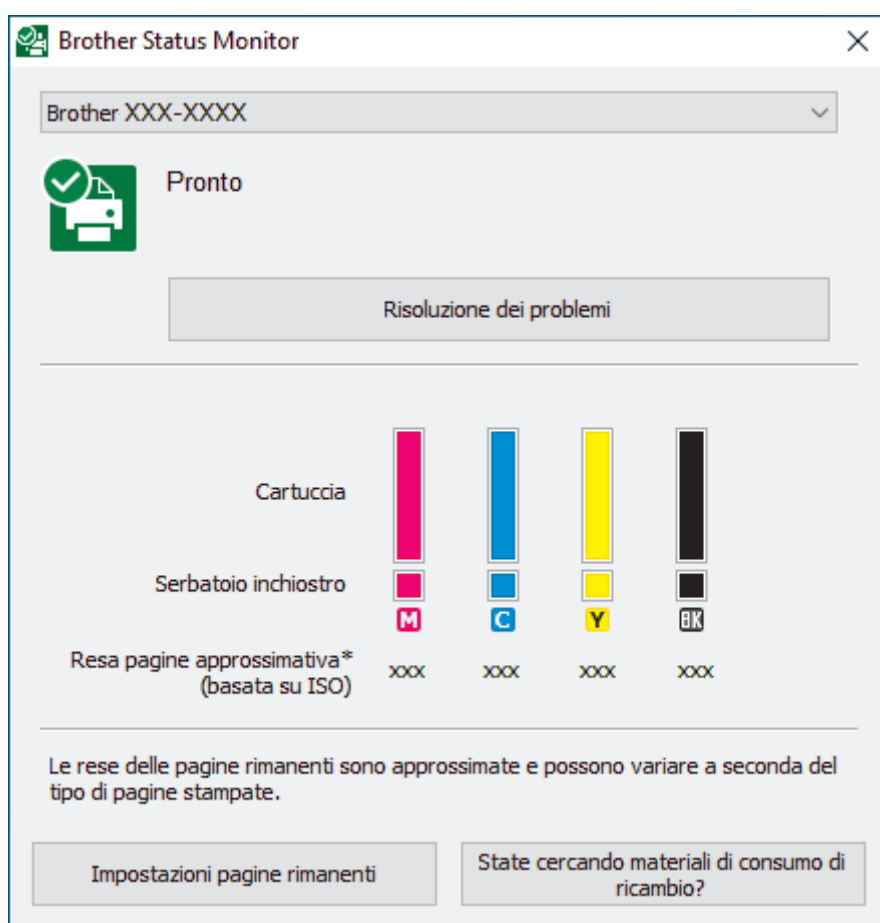 Brother Status Monitor
Brother XXX-XXXX
Pronto
Risoluzione dei problemi
Cartuccia
Serbatoio inchiostro
M C Y BK
Resa pagine approssimativa*
(basata su ISO)
xxx xxx xxx xxx
Le rese delle pagine rimanenti sono approssimate e possono variare a seconda del
tipo di pagine stampate.
Impostazioni pagine rimanenti
State cercando materiali di consumo di
ricambio?